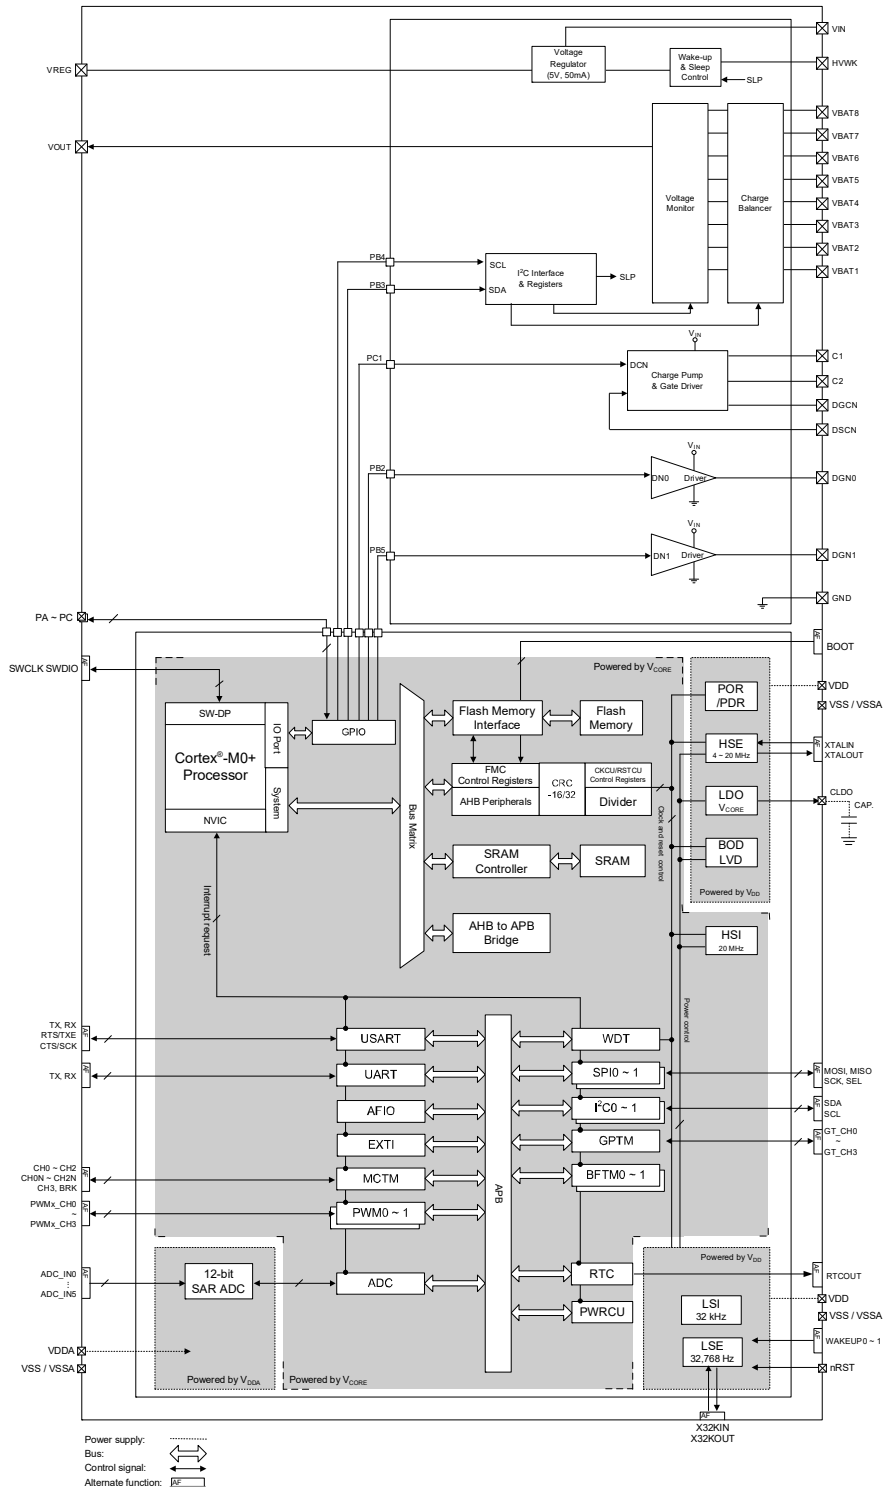 VIN
Voltage
Regulator
(5V, 50mA)
Wake-up
& Sleep
Control
SLP
HVWK
VREG
VBAT8
VBAT7
VBAT6
VBAT5
VBAT4
VBAT3
VBAT2
VBAT1
VOUT
Voltage
Monitor
Charge
Balancer
PB4
PB3
SCL
SDA
I²C Interface
& Registers
SLP
VIN
PC1
DCN
Charge Pump
& Gate Driver
C1
C2
DGCN
DSCN
VIN
PB2
DN0
Driver
DGN0
VIN
PB5
DN1
Driver
DGN1
GND
PA ~ PC
AF
BOOT
SWCLK SWDIO
AF
Powered by VCORE
POR
/PDR
VDD
VSS / VSSA
SW-DP
Cortex®-M0+
Processor
NVIC
IO Port
System
GPIO
Bus Matrix
Flash Memory
Interface
Flash
Memory
HSE
4 ~ 20 MHz
AF
XTALIN
XTALOUT
FMC
Control Registers
AHB Peripherals
CRC
-16/32
CKCU/RSTCU
Control Registers
Divider
LDO
VCORE
CLDO
CAP.
Clock and reset control
BOD
LVD
Powered by VDD
SRAM
Controller
SRAM
Interrupt request
AHB to APB
Bridge
HSI
20 MHz
Power control
TX, RX
RTS/TXE
CTS/SCK
AF
USART
WDT
TX, RX
AF
UART
SPI0 ~ 1
AF
MOSI, MISO
SCK, SEL
AFIO
I²C0 ~ 1
AF
SDA
SCL
EXTI
GPTM
AF
GT_CH0
~
GT_CH3
CH0 ~ CH2
CH0N ~ CH2N
CH3, BRK
AF
MCTM
BFTM0 ~ 1
APB
PWMx_CH0
~
PWMx_CH3
AF
PWM0 ~ 1
Powered by VDD
ADC_IN0
⋮
ADC_IN5
AF
12-bit
SAR ADC
ADC
RTC
AF
RTCOUT
PWRCU
LSI
32 kHz
VDD
VSS / VSSA
LSE
32,768 Hz
AF
WAKEUP0 ~ 1
nRST
VDDA
VSS / VSSA
Powered by VDDA
Powered by VCORE
AF
X32KIN
X32KOUT
Power supply:
Bus:
Control signal:
Alternate function:
AF